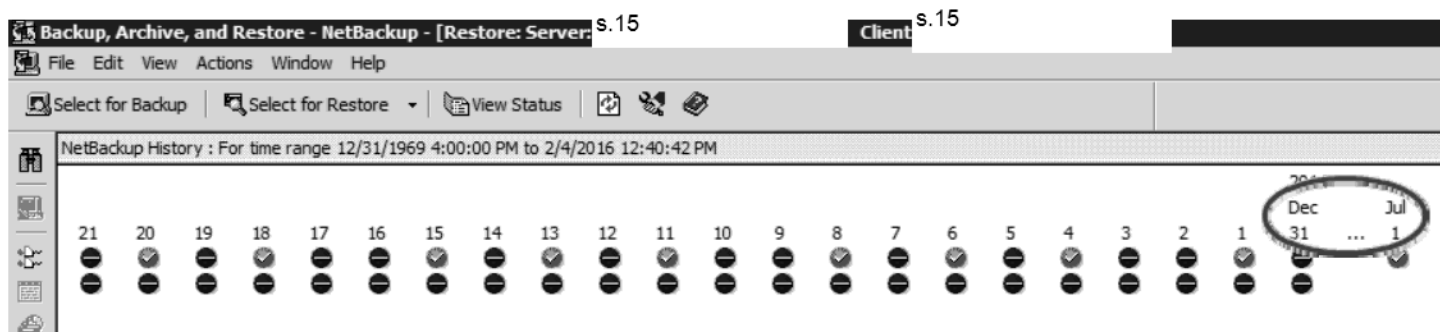 Backup, Archive, and Restore - NetBackup - [Restore: Server: s.15 Client s.15
File Edit View Actions Window Help
Select for Backup Select for Restore View Status
NetBackup History : For time range 12/31/1969 4:00:00 PM to 2/4/2016 12:40:42 PM
Dec Jul
21 20 19 18 17 16 15 14 13 12 11 10 9 8 7 6 5 4 3 2 1 31 ... 1